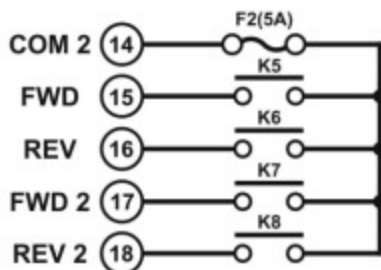 F2(5A)
COM 2 14
K5
FWD 15
K6
REV 16
K7
FWD 2 17
K8
REV 2 18